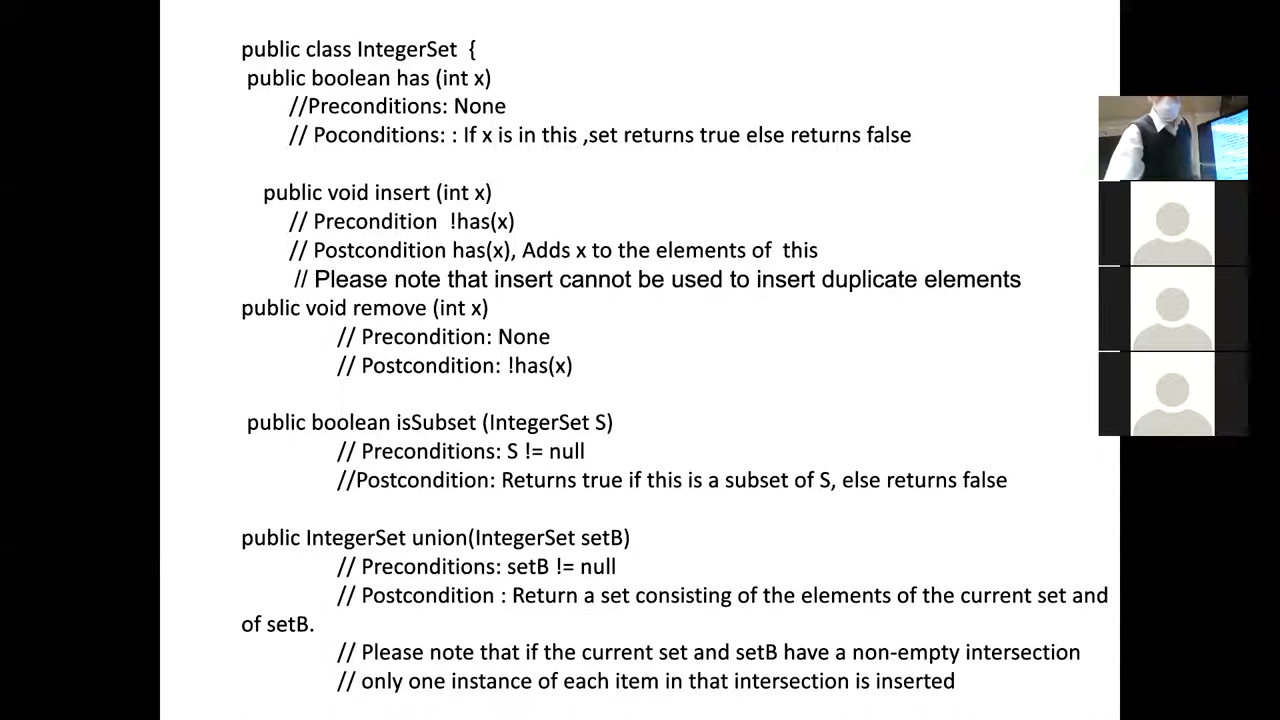 public class IntegerSet {
public boolean has (int x)
//Preconditions: None
// Poconditions: : If x is in this ,set returns true else returns false
public void insert (int x)
// Precondition !has(x)
// Postcondition has(x), Adds x to the elements of this
// Please note that insert cannot be used to insert duplicate elements
public void remove (int x)
// Precondition: None
// Postcondition: !has(x)
public boolean isSubset (IntegerSet S)
// Preconditions: S != null
//Postcondition: Returns true if this is a subset of S, else returns false
public IntegerSet union(IntegerSet setB)
// Preconditions: setB != null
// Postcondition : Return a set consisting of the elements of the current set and
of setB.
// Please note that if the current set and setB have a non-empty intersection
// only one instance of each item in that intersection is inserted